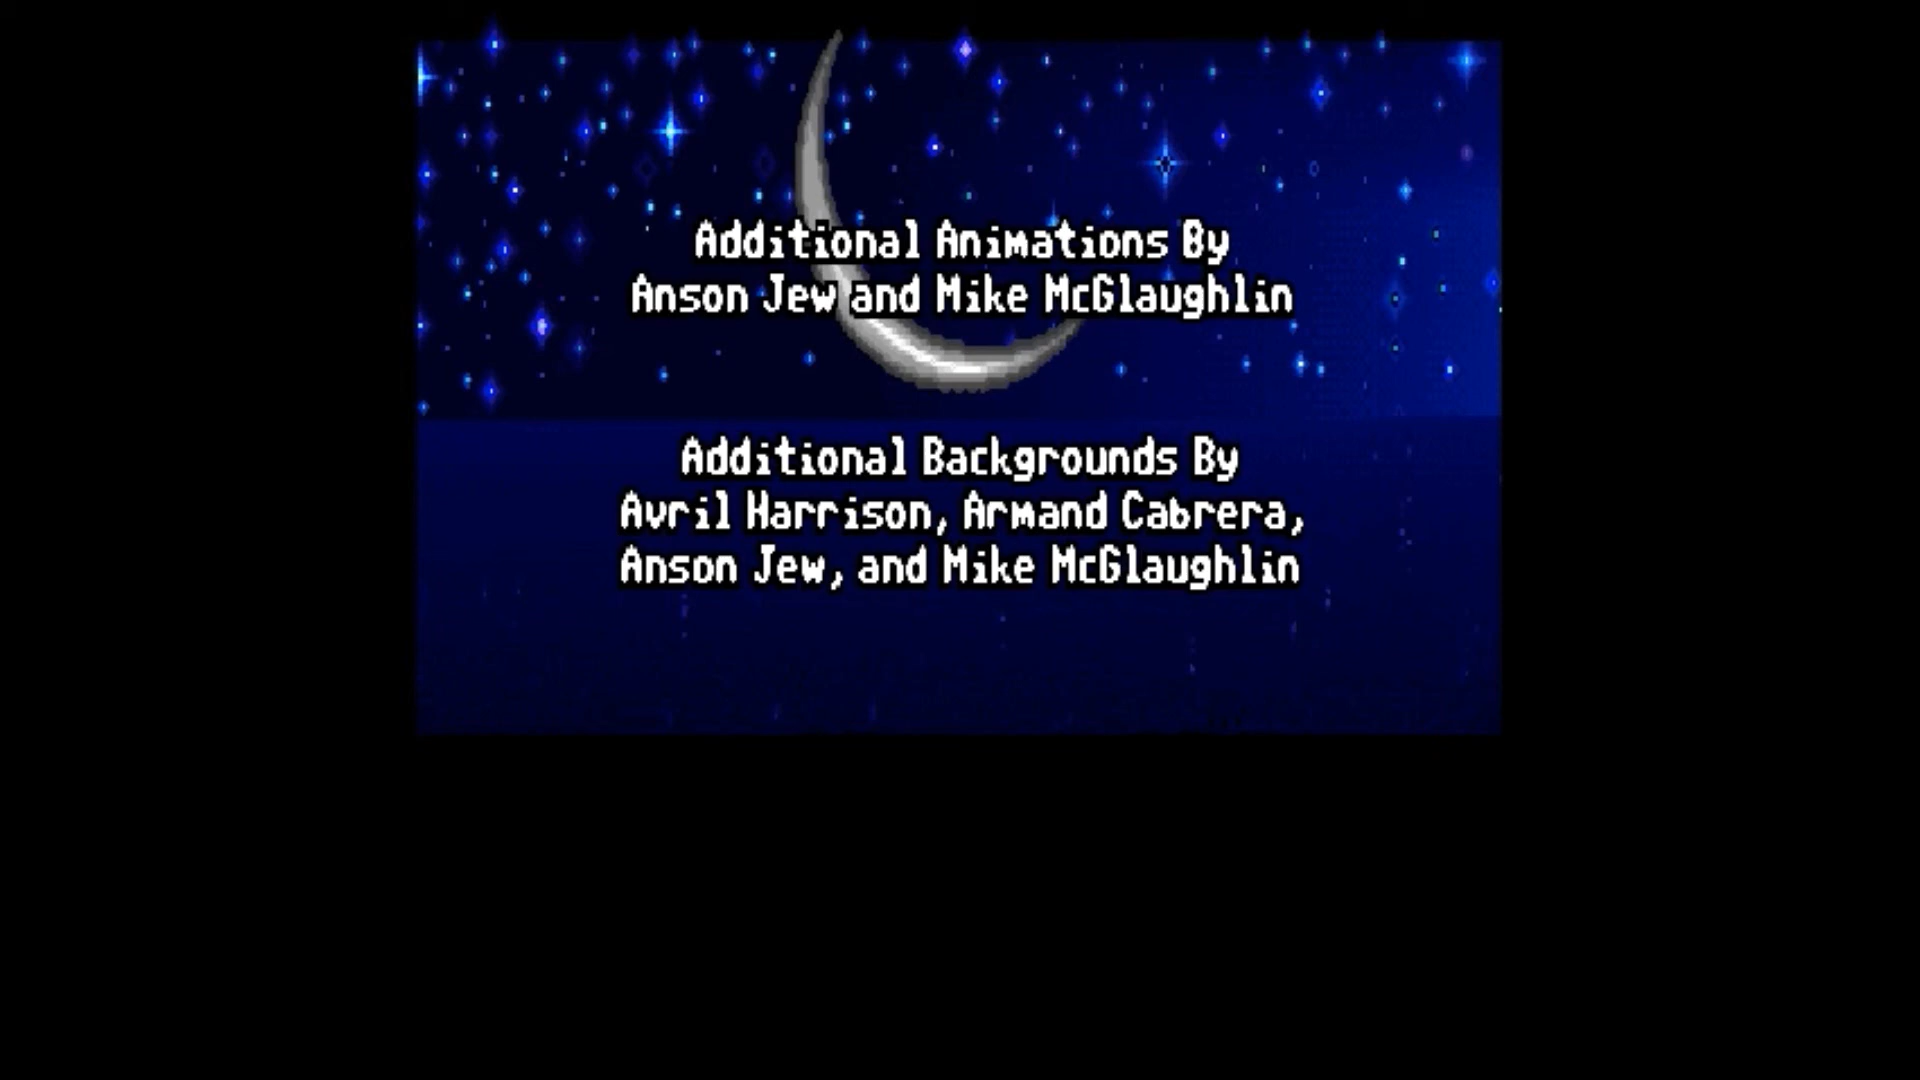 Additional Animations By
Anson Jew and Mike McGlaughlin
Additional Backgrounds By
Avril Harrison, Armand Cabrera,
Anson Jew, and Mike McGlaughlin